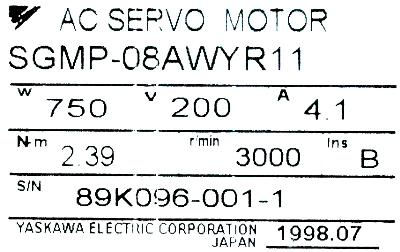 AC SERVO MOTOR
SGMP-08AWYR11
W 750 V 200 A 4.1
N·m 2.39 r/min 3000 Ins B
S/N 89K096-001-1
YASKAWA ELECTRIC CORPORATION
JAPAN 1998.07